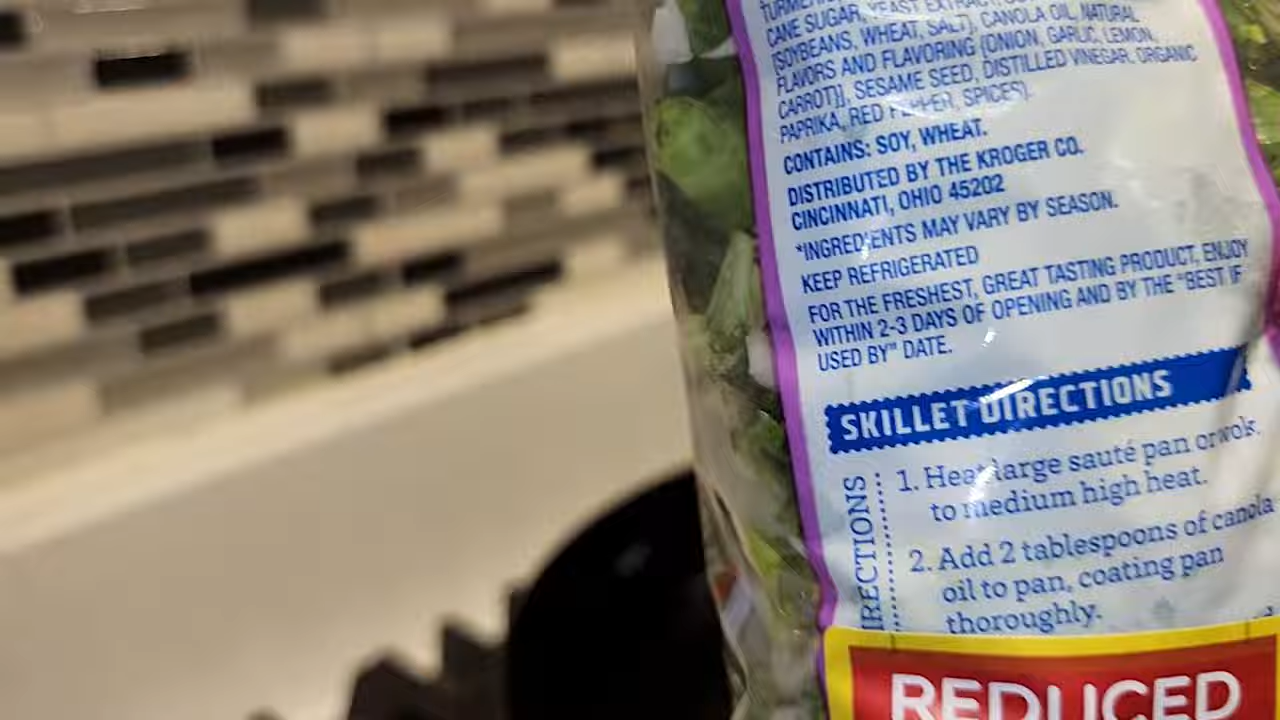 CANE SUGAR, YEAST EXTRACT,
(SOYBEANS, WHEAT, SALT), CANOLA OIL, NATURAL
FLAVORS AND FLAVORING (ONION, GARLIC, LEMON,
CARROT)], SESAME SEED, DISTILLED VINEGAR, ORGANIC
PAPRIKA, RED PEPPER, SPICES).
CONTAINS: SOY, WHEAT.
DISTRIBUTED BY THE KROGER CO.
CINCINNATI, OHIO 45202
*INGREDIENTS MAY VARY BY SEASON.
KEEP REFRIGERATED
FOR THE FRESHEST, GREAT TASTING PRODUCT, ENJOY
WITHIN 2-3 DAYS OF OPENING AND BY THE "BEST IF
USED BY" DATE.
SKILLET DIRECTIONS
RECTIONS
1. Heat large sauté pan or wok.
to medium high heat.
2. Add 2 tablespoons of canola
oil to pan, coating pan
thoroughly.
REDUCED